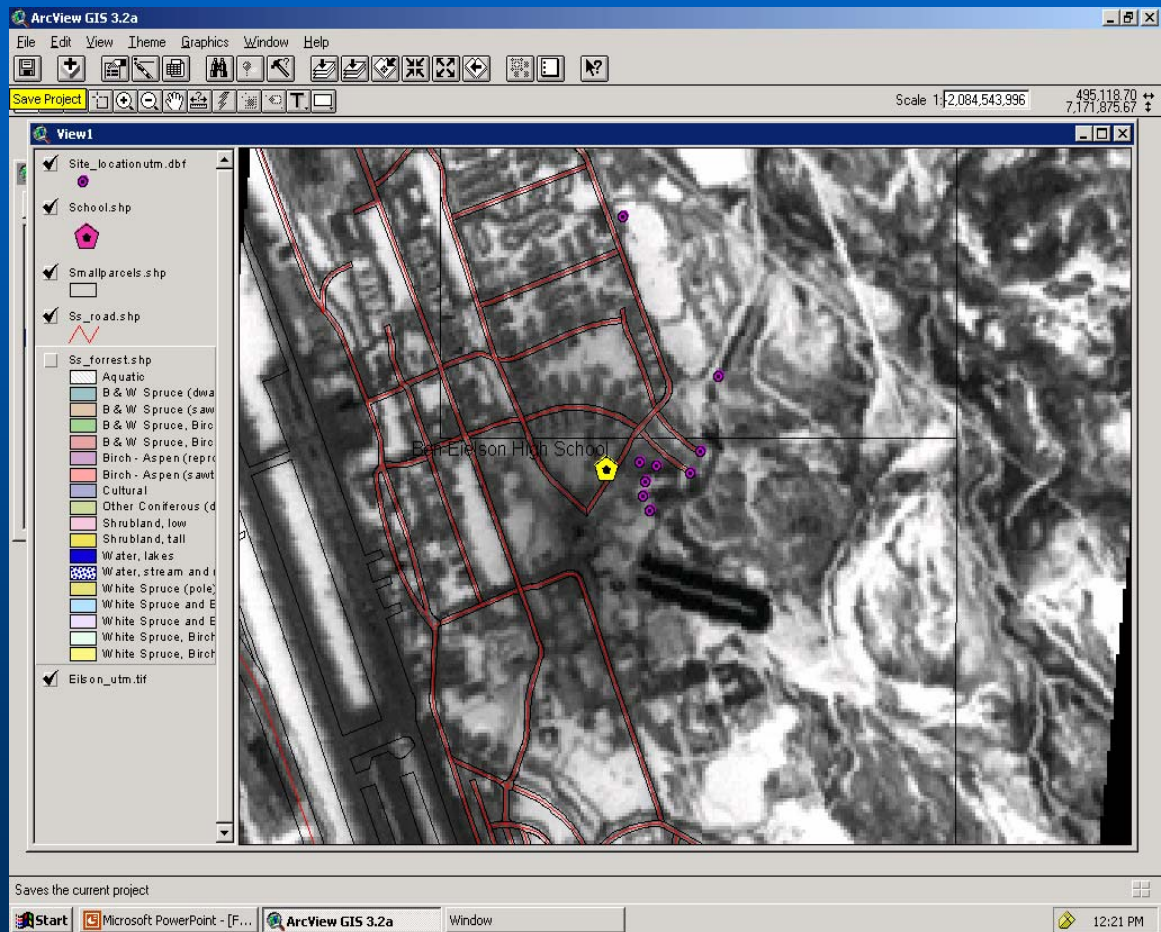 ArcView GIS 3.2a
File Edit View Theme Graphics Window Help
Save Project
T
Scale 1: -2,084,543,996
495,118.70
7,171,875.67
View1
Site_locationutm.dbf
School.shp
Smallparcels.shp
Ss_road.shp
Ss_forrest.shp
Aquatic
B & W Spruce (dwa
B & W Spruce (saw
B & W Spruce, Birc
B & W Spruce, Birc
Birch - Aspen (repro
Birch - Aspen (sawt
Cultural
Other Coniferous (d
Shrubland, low
Shrubland, tall
Water, lakes
Water, stream and
White Spruce (pole)
White Spruce and E
White Spruce and E
White Spruce, Birch
White Spruce, Birch
Eilson_utm.tif
Ben Eielson High School
Saves the current project
Start
Microsoft PowerPoint - [F...
ArcView GIS 3.2a
Window
12:21 PM